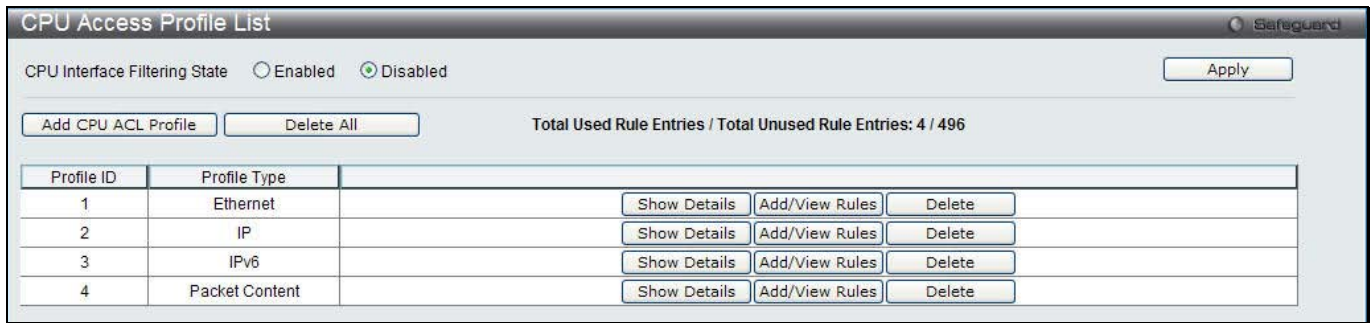 CPU Access Profile List
Safeguard
CPU Interface Filtering State Enabled Disabled Apply
Add CPU ACL Profile Delete All Total Used Rule Entries / Total Unused Rule Entries: 4 / 496
Profile ID Profile Type
1 Ethernet Show Details Add/View Rules Delete
2 IP Show Details Add/View Rules Delete
3 IPv6 Show Details Add/View Rules Delete
4 Packet Content Show Details Add/View Rules Delete